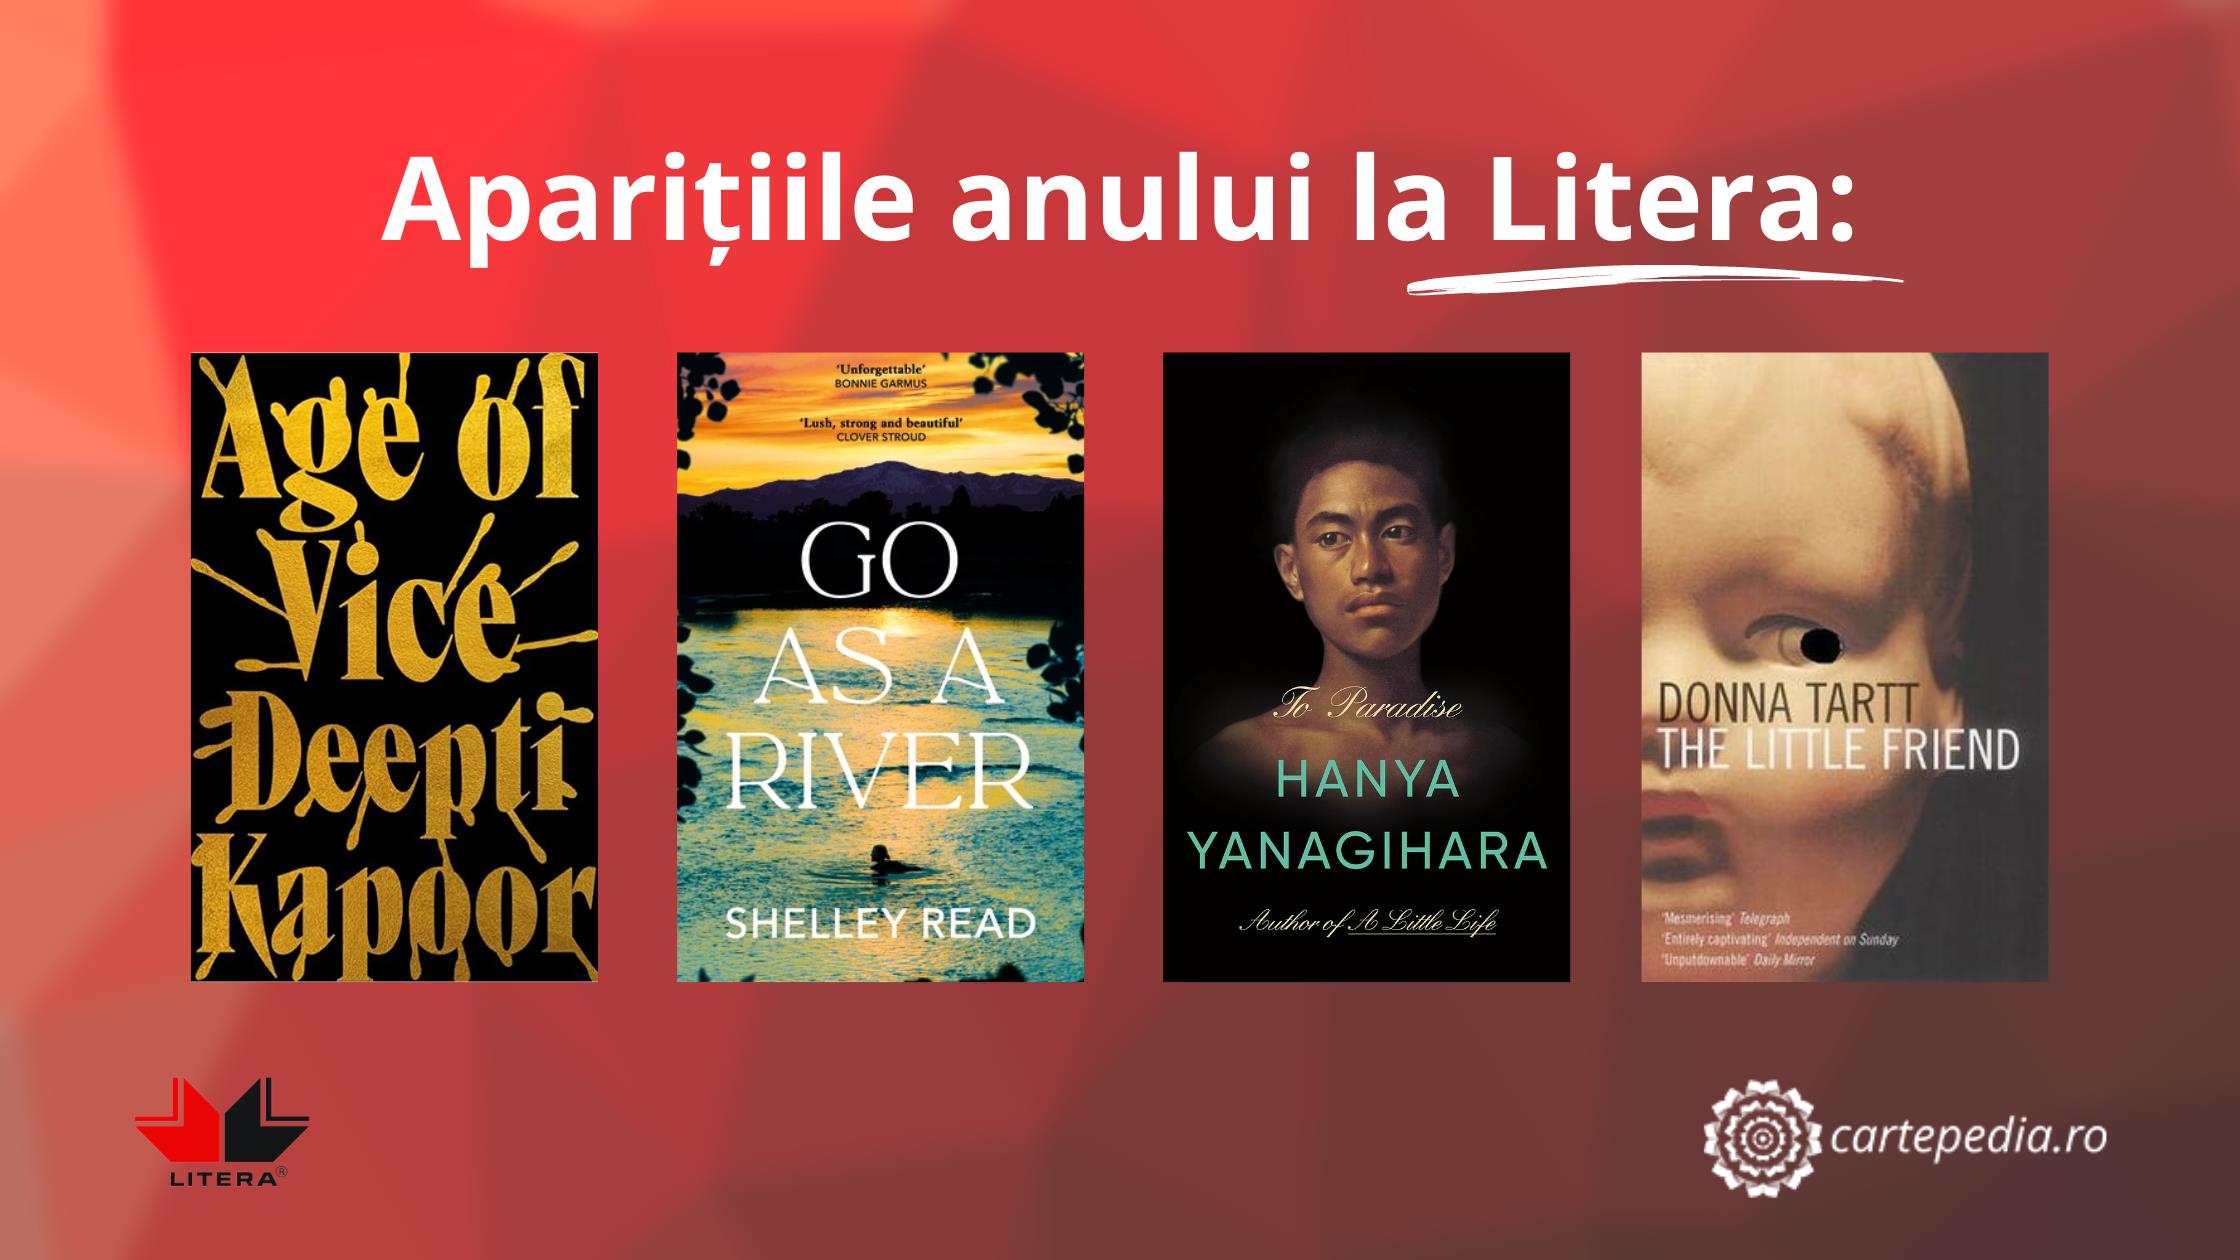 Aparițiile anului la Litera:
Age of
Vice
Deepti
Kapoor
'Unforgettable'
BONNIE GARMUS
'Lush, strong and beautiful'
CLOVER STROUD
GO
AS A
RIVER
SHELLEY READ
To Paradise
HANYA
YANAGIHARA
Author of A Little Life
DONNA TARTT
THE LITTLE FRIEND
'Mesmerising' Telegraph
'Entirely captivating' Independent on Sunday
'Unputdownable' Daily Mirror
LITERA®
cartepedia.ro